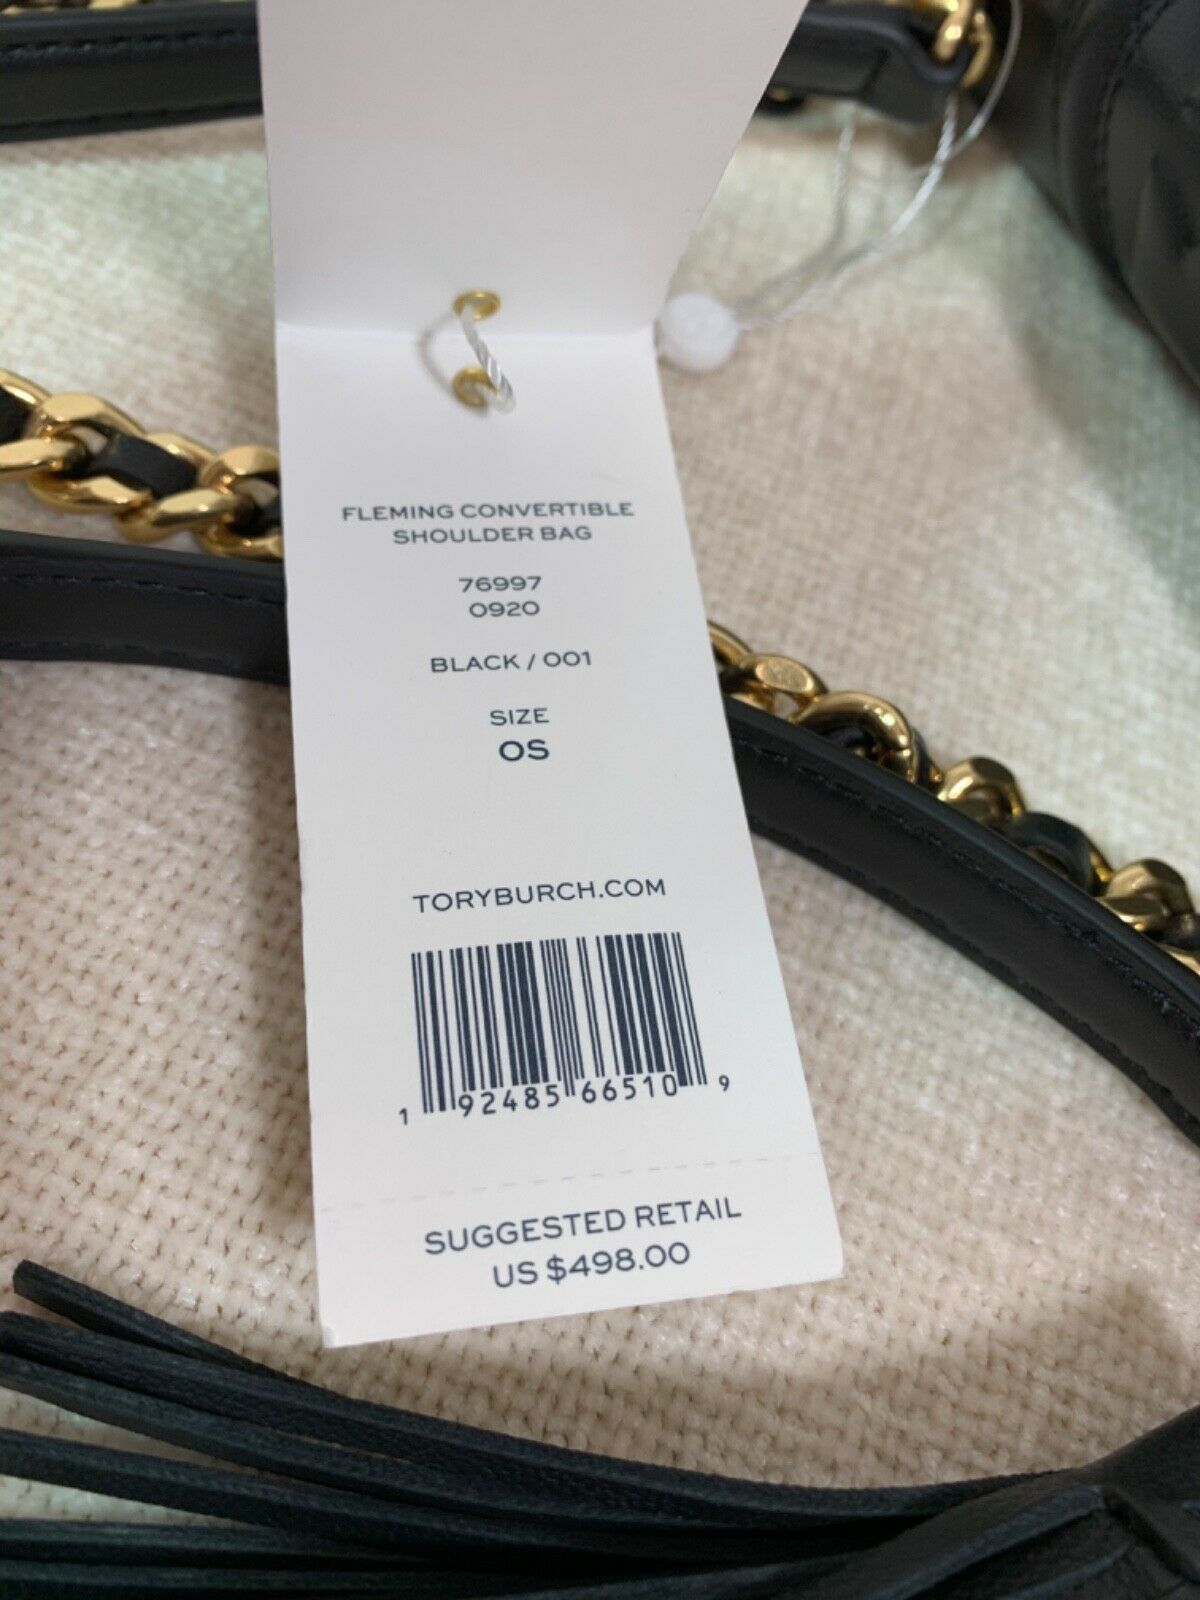 FLEMING CONVERTIBLE
SHOULDER BAG
76997
0920
BLACK / 001
SIZE
OS
TORYBURCH.COM
1 92485 66510 9
SUGGESTED RETAIL
US $498.00